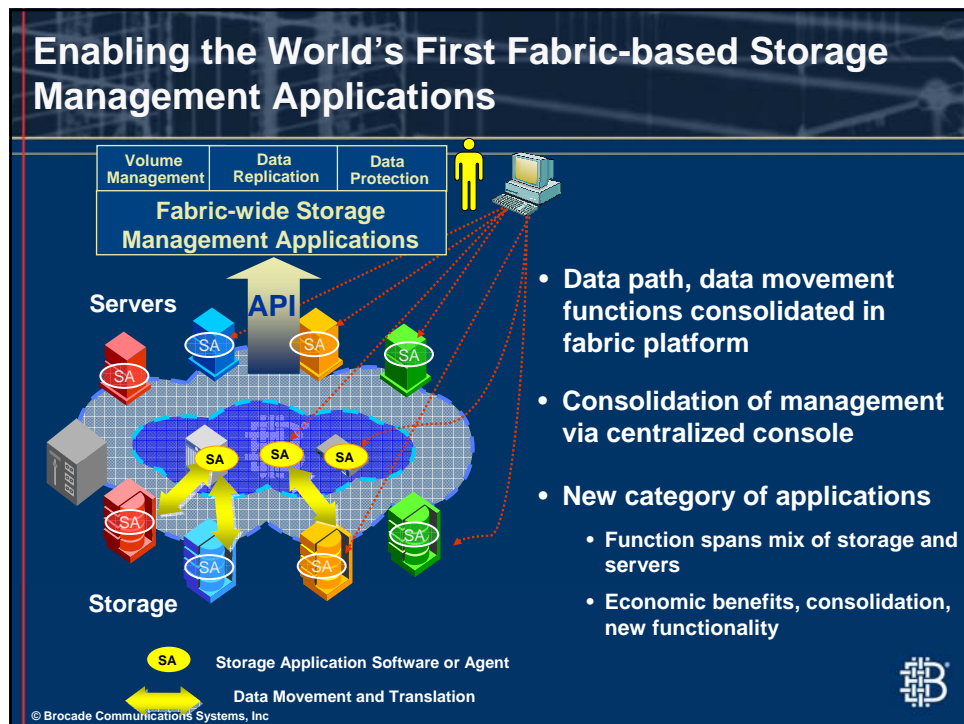 Enabling the World's First Fabric-based Storage
Management Applications
Volume
Management
Data
Replication
Data
Protection
Fabric-wide Storage
Management Applications
API
Servers
SA
SA
SA
SA
SA
SA
SA
SA
SA
SA
SA
Storage
• Data path, data movement
functions consolidated in
fabric platform
• Consolidation of management
via centralized console
• New category of applications
• Function spans mix of storage and
servers
• Economic benefits, consolidation,
new functionality
SA
Storage Application Software or Agent
Data Movement and Translation
© Brocade Communications Systems, Inc